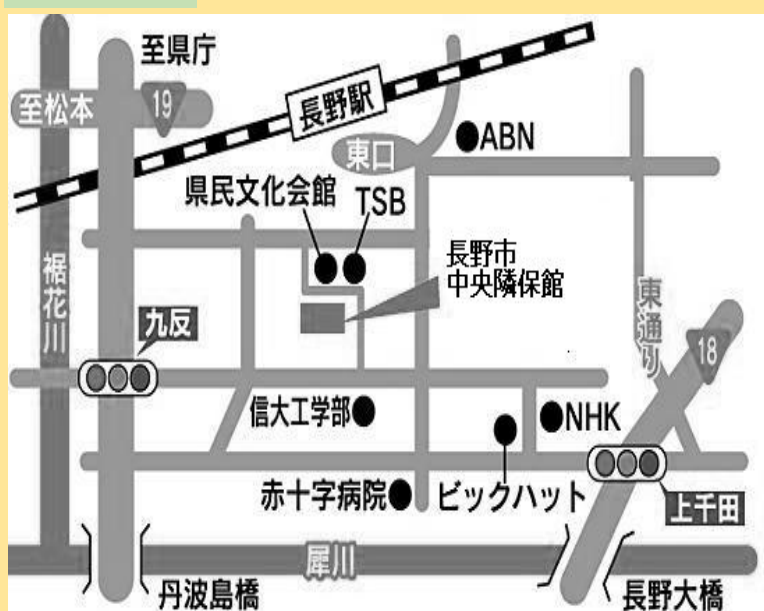 至県庁
至松本
19
長野駅
東口
ABN
県民文化会館
TSB
長野市
中央隣保館
裾花川
九反
東通り
18
信大工学部
NHK
赤十字病院
ビックハット
上千田
犀川
丹波島橋
長野大橋